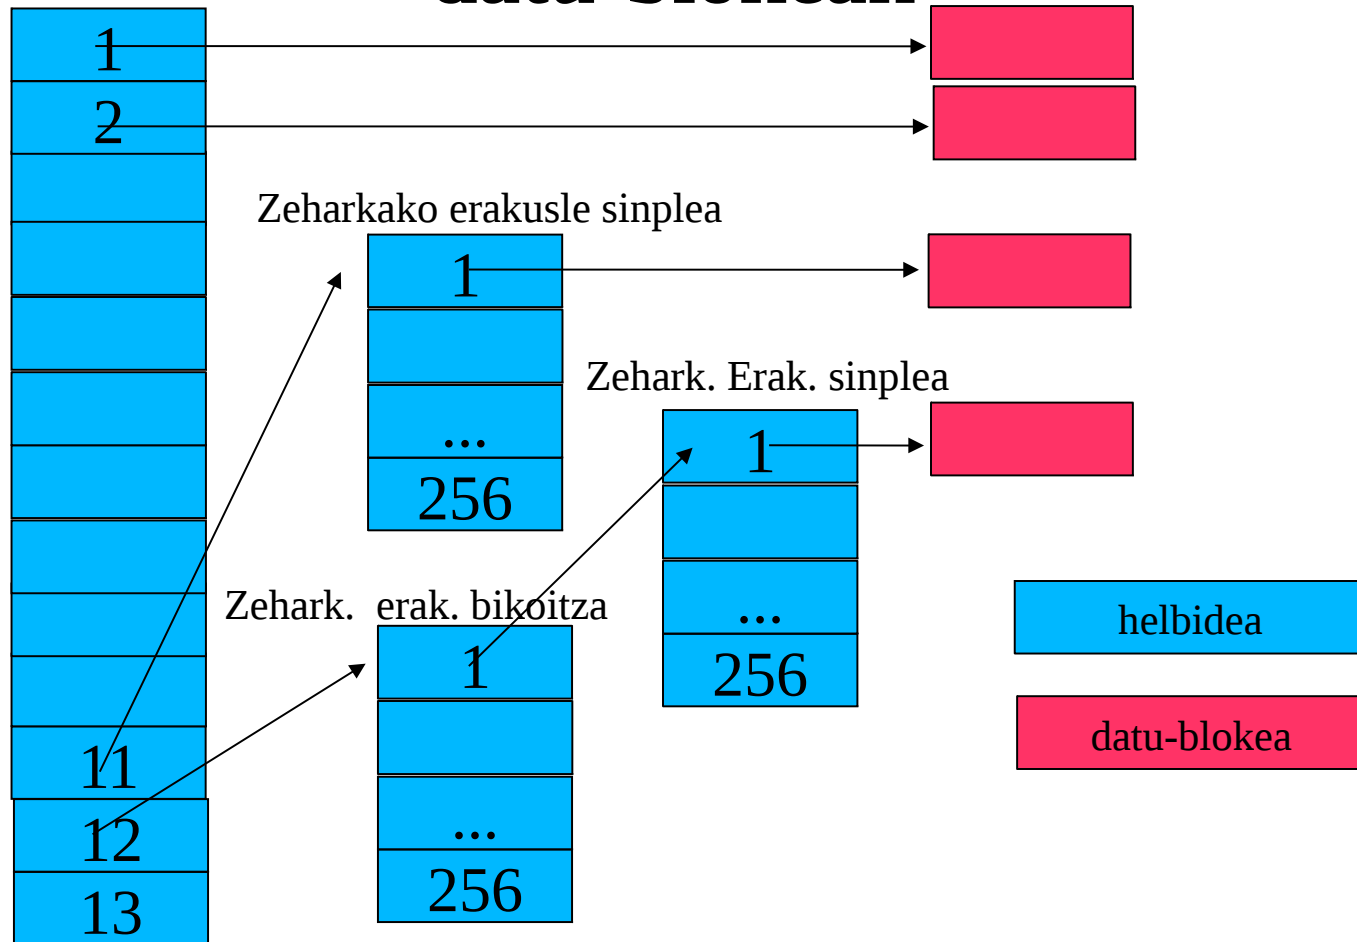 1
2
Zeharkako erakusle sinplea
1
Zehark. Erak. sinplea
...
1
256
Zehark. erak. bikoitza
...
helbidea
1
256
datu-blokea
11
12
...
256
13